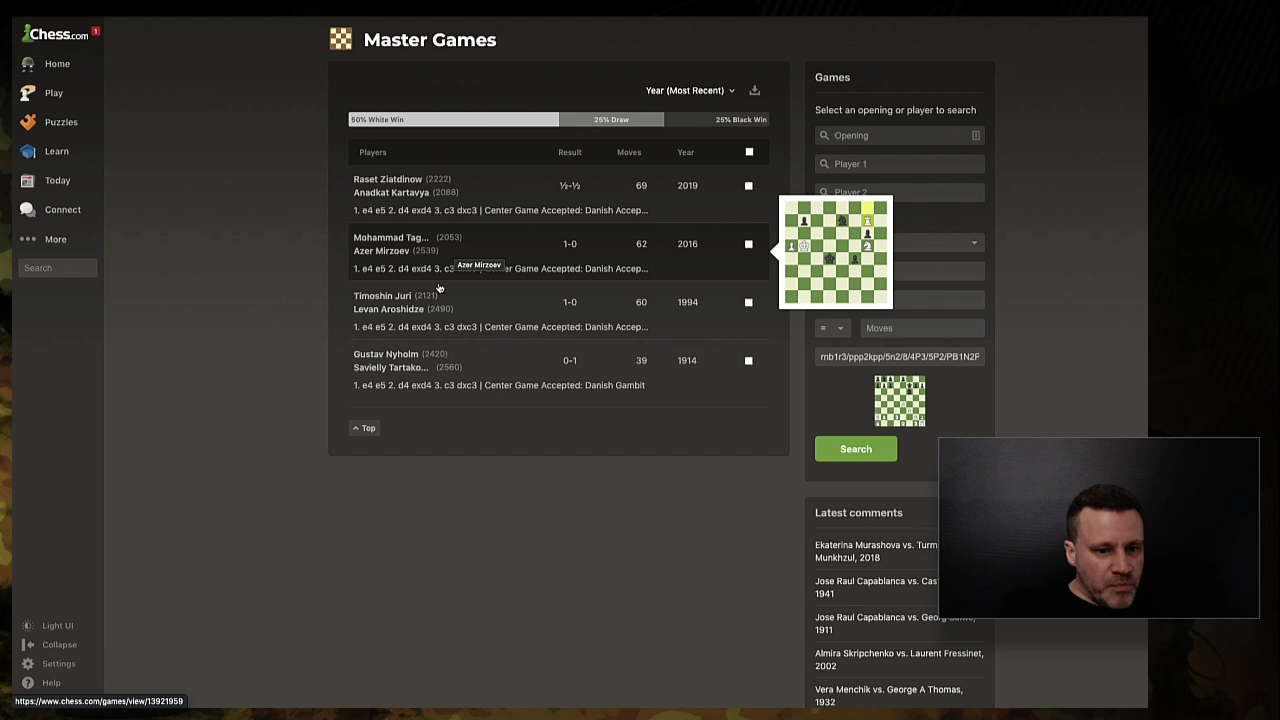 Chess.com
1
Home
Play
Puzzles
Learn
Today
Connect
More
Search
Light UI
Collapse
Settings
Help
https://www.chess.com/games/view/13921959
Master Games
Year (Most Recent)
50% White Win
25% Draw
25% Black Win
Players
Result
Moves
Year
Raset Ziatdinow (2222)
Anadkat Kartavya (2088)
½-½
69
2019
1. e4 e5 2. d4 exd4 3. c3 dxc3 | Center Game Accepted: Danish Accep...
Mohammad Tag... (2053)
Azer Mirzoev (2539)
1-0
62
2016
1. e4 e5 2. d4 exd4 3. c3 dxc3 | Center Game Accepted: Danish Accep...
Azer Mirzoev
Timoshin Juri (2121)
Levan Aroshidze (2490)
1-0
60
1994
1. e4 e5 2. d4 exd4 3. c3 dxc3 | Center Game Accepted: Danish Accep...
Gustav Nyholm (2420)
Savielly Tartako... (2560)
0-1
39
1914
1. e4 e5 2. d4 exd4 3. c3 dxc3 | Center Game Accepted: Danish Gambit
Top
Games
Select an opening or player to search
Opening
Player 1
Player 2
=
Moves
rnb1r3/ppp2kpp/5n2/8/4P3/5P2/PB1N2P
Search
Latest comments
Ekaterina Murashova vs. Turm
Munkhzul, 2018
Jose Raul Capablanca vs. Cas
1941
Jose Raul Capablanca vs. Georg
1911
Almira Skripchenko vs. Laurent Fressinet,
2002
Vera Menchik vs. George A Thomas,
1932